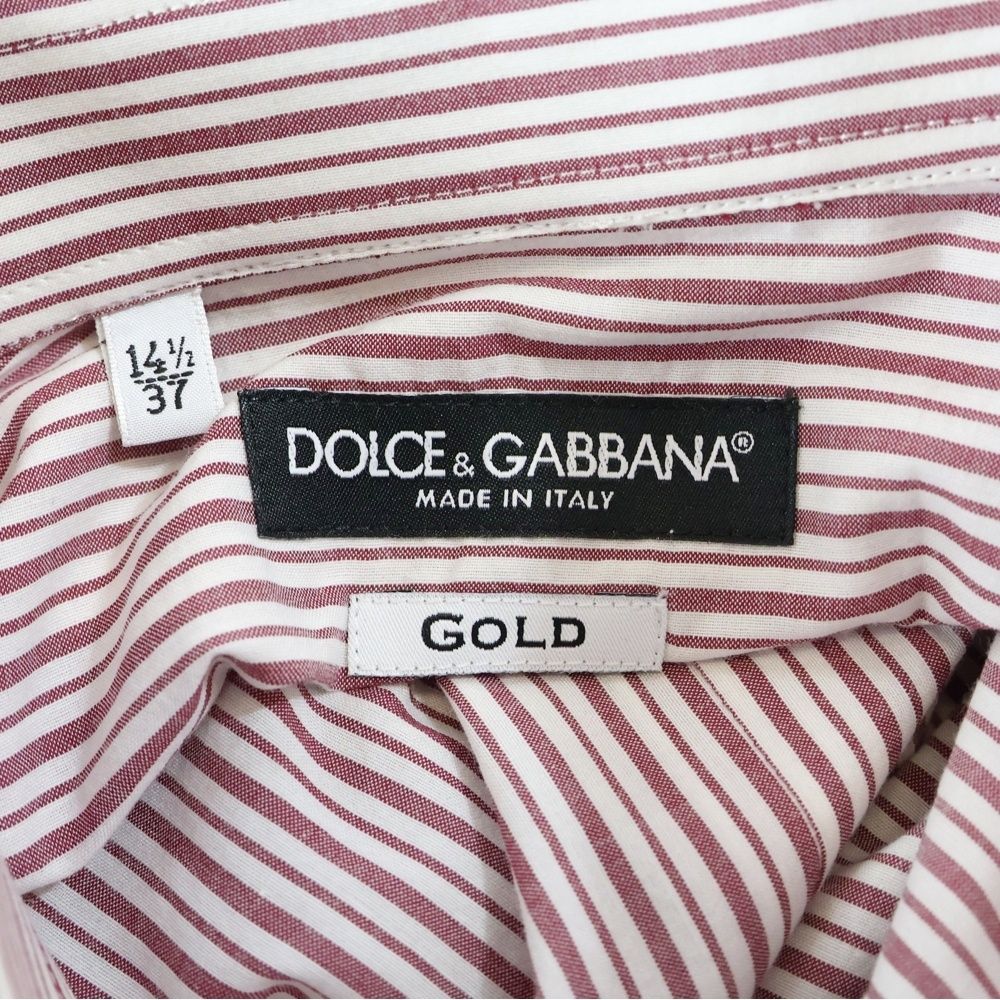 14½
37
DOLCE & GABBANA®
MADE IN ITALY
GOLD